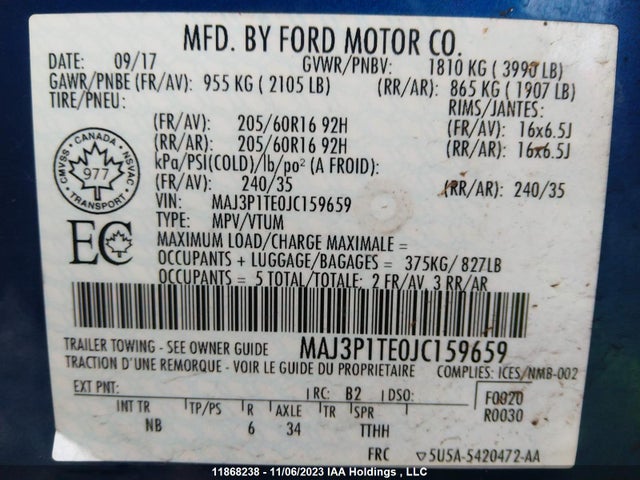 MFD. BY FORD MOTOR CO.
DATE: 09/17 GVWR/PNBV: 1810 KG ( 3990 LB)
GAWR/PNBE (FR/AV): 955 KG ( 2105 LB) (RR/AR): 865 KG ( 1907 LB)
TIRE/PNEU: RIMS/JANTES:
(FR/AV): 205/60R16 92H (FR/AV): 16x6.5J
(RR/AR): 205/60R16 92H (RR/AR): 16x6.5J
kPa/PSI(COLD)/lb/po² (A FROID):
(FR/AV): 240/35 (RR/AR): 240/35
VIN: MAJ3P1TE0JC159659
TYPE: MPV/VTUM
CANADA
CMVSS NSVAC
977
TRANSPORT
EC
MAXIMUM LOAD/CHARGE MAXIMALE =
OCCUPANTS + LUGGAGE/BAGAGES = 375KG/ 827LB
OCCUPANTS = 5 TOTAL/TOTALE: 2 FR/AV 3 RR/AR
TRAILER TOWING - SEE OWNER GUIDE MAJ3P1TE0JC159659
TRACTION D'UNE REMORQUE - VOIR LE GUIDE DU PROPRIETAIRE COMPLIES: ICES/NMB-002
EXT PNT: RC: B2 DSO: F0020
R0030
INT TR TP/PS R AXLE TR SPR
NB 6 34 TTHH
FRC 5U5A-5420472-AA
11868238 - 11/06/2023 IAA Holdings , LLC